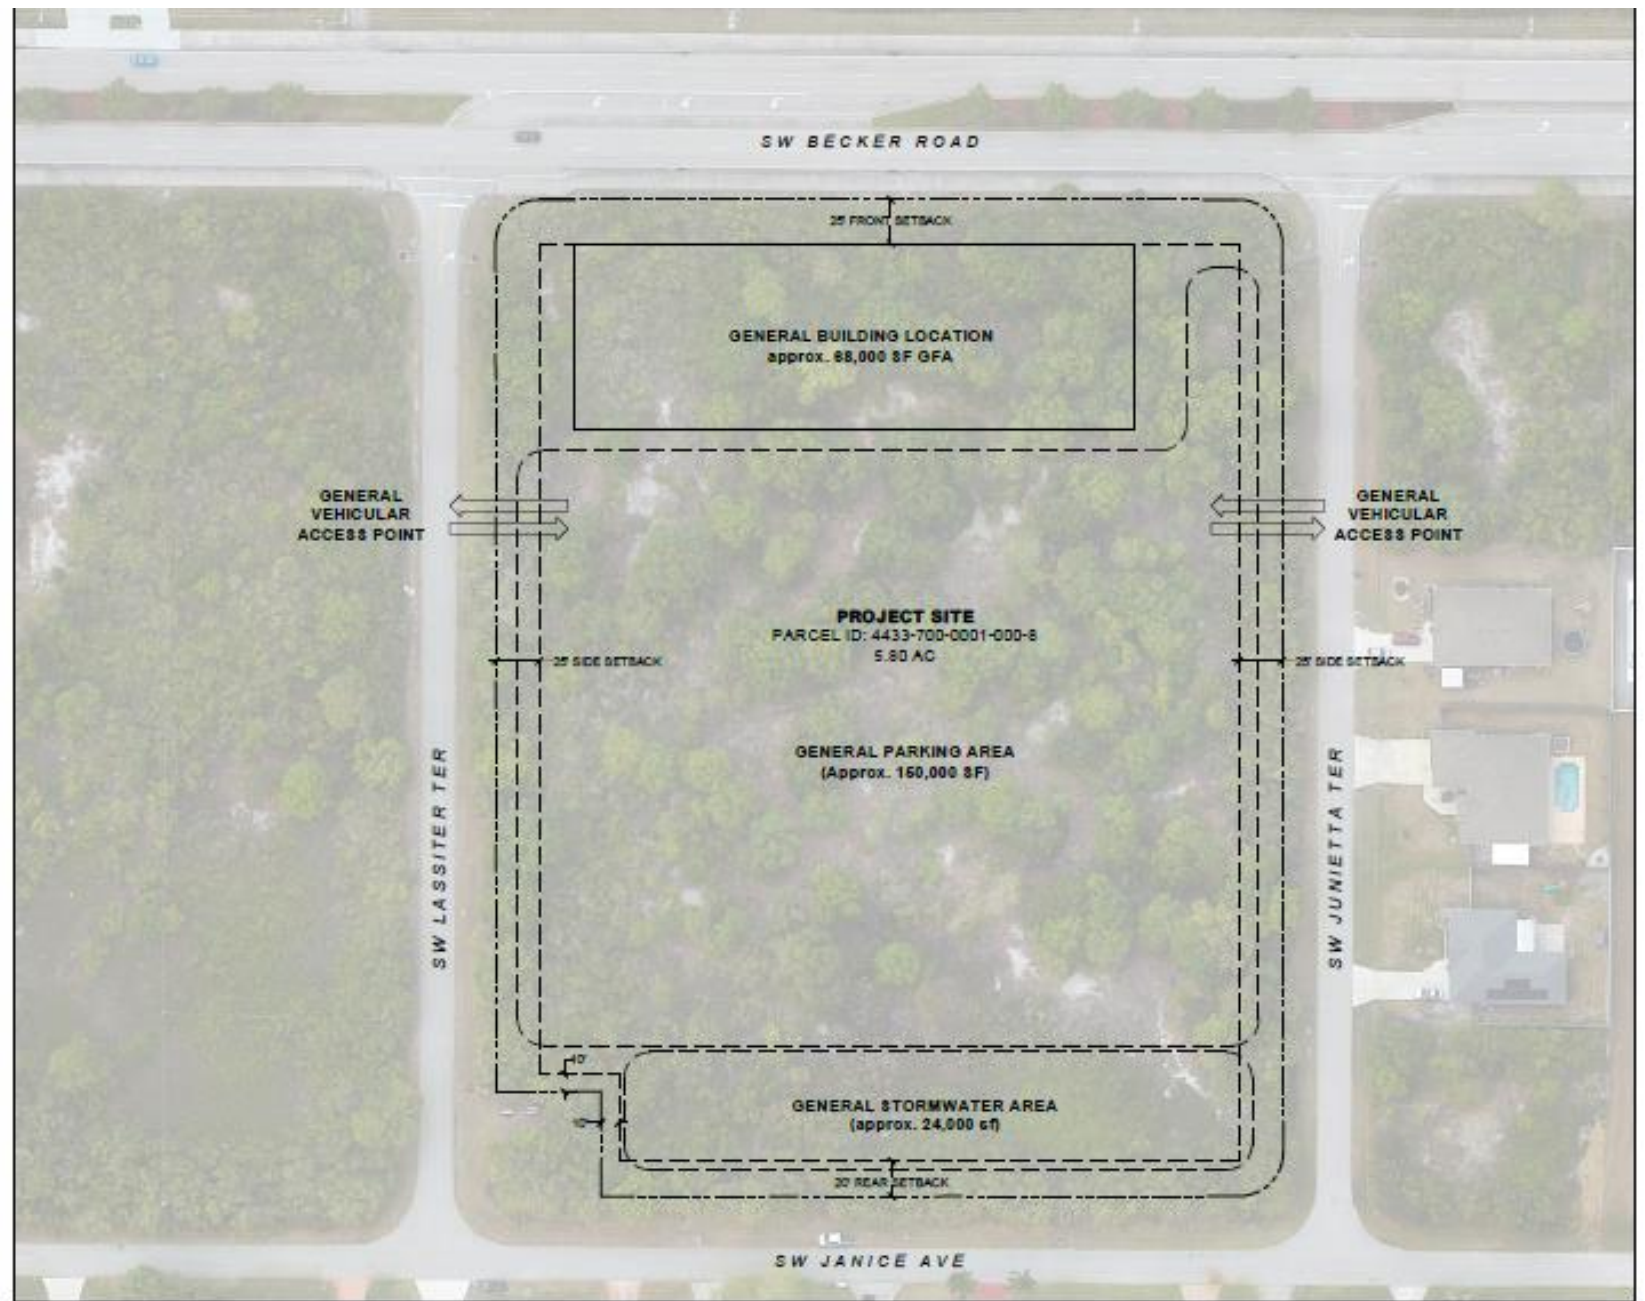 SW BECKER ROAD
25' FRONT SETBACK
GENERAL BUILDING LOCATION
approx. 68,000 SF GFA
GENERAL
VEHICULAR
ACCESS POINT
GENERAL
VEHICULAR
ACCESS POINT
PROJECT SITE
PARCEL ID: 4433-700-0001-000-8
5.80 AC
25' SIDE SETBACK
25' SIDE SETBACK
GENERAL PARKING AREA
(Approx. 150,000 SF)
SW LASSITER TER
SW JUNIETTA TER
10'
GENERAL STORMWATER AREA
(approx. 24,000 sf)
10'
20' REAR SETBACK
SW JANICE AVE